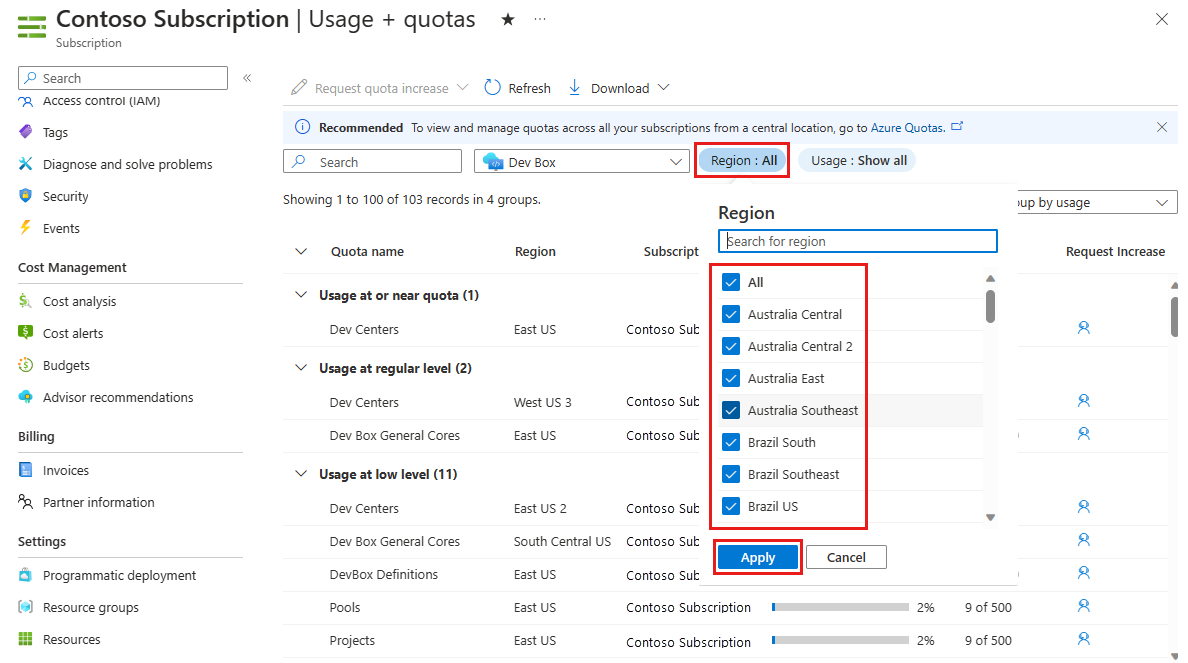 Contoso Subscription | Usage + quotas ★ ...
Subscription
Search
Access control (IAM)
Tags
Diagnose and solve problems
Security
Events
Cost Management
Cost analysis
Cost alerts
Budgets
Advisor recommendations
Billing
Invoices
Partner information
Settings
Programmatic deployment
Resource groups
Resources
Request quota increase Refresh Download
Recommended To view and manage quotas across all your subscriptions from a central location, go to Azure Quotas.
Search Dev Box Region : All Usage : Show all
Showing 1 to 100 of 103 records in 4 groups.
by usage
Quota name Region Subscript Request Increase
Usage at or near quota (1)
Dev Centers East US Contoso Sub
Usage at regular level (2)
Dev Centers West US 3 Contoso Sub
Dev Box General Cores East US Contoso Sub
Usage at low level (11)
Dev Centers East US 2 Contoso Sub
Dev Box General Cores South Central US Contoso Sub
DevBox Definitions East US Contoso Sub
Pools East US Contoso Subscription 2% 9 of 500
Projects East US Contoso Subscription 2% 9 of 500
Region
Search for region
All
Australia Central
Australia Central 2
Australia East
Australia Southeast
Brazil South
Brazil Southeast
Brazil US
Apply Cancel